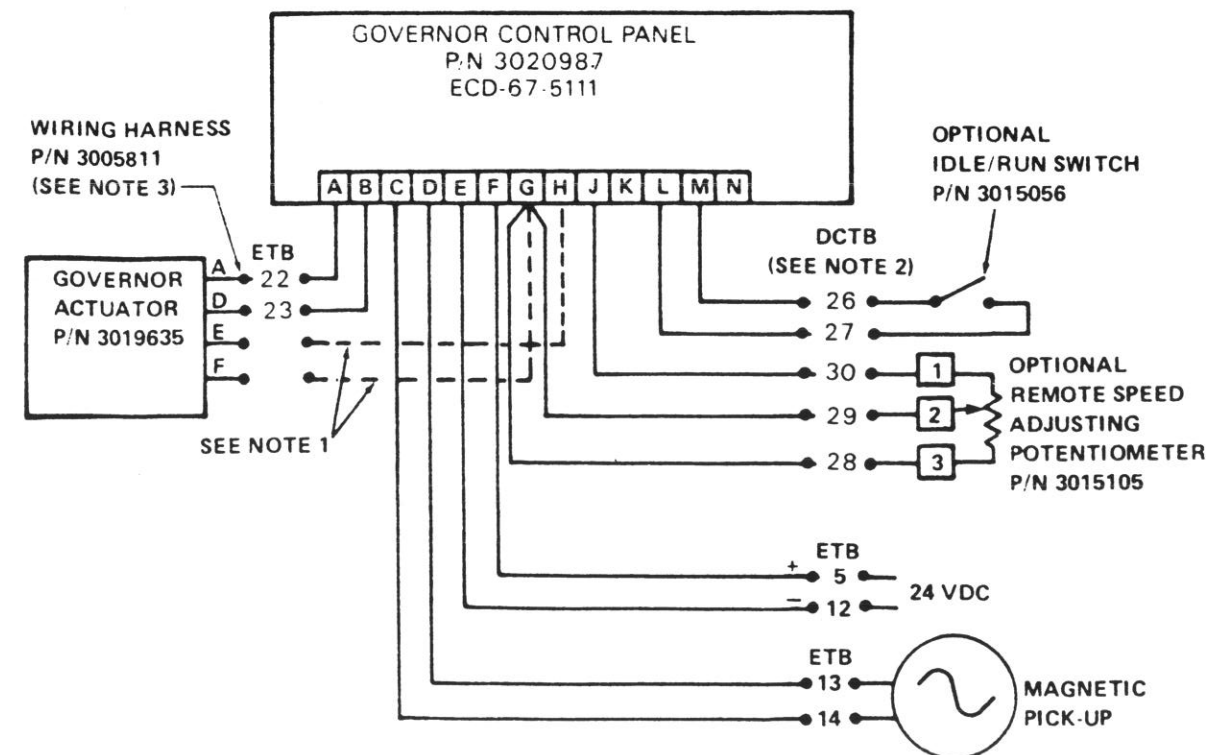 GOVERNOR CONTROL PANEL
P/N 3020987
ECD-67-5111
A B C D E F G H J K L M N
WIRING HARNESS
P/N 3005811
(SEE NOTE 3)
OPTIONAL
IDLE/RUN SWITCH
P/N 3015056
ETB
22
23
GOVERNOR
ACTUATOR
P/N 3019635
A
D
E
F
SEE NOTE 1
DCTB
(SEE NOTE 2)
26
27
30
29
28
1
2
3
OPTIONAL
REMOTE SPEED
ADJUSTING
POTENTIOMETER
P/N 3015105
ETB
+ 5
– 12
24 VDC
ETB
13
14
MAGNETIC
PICK-UP